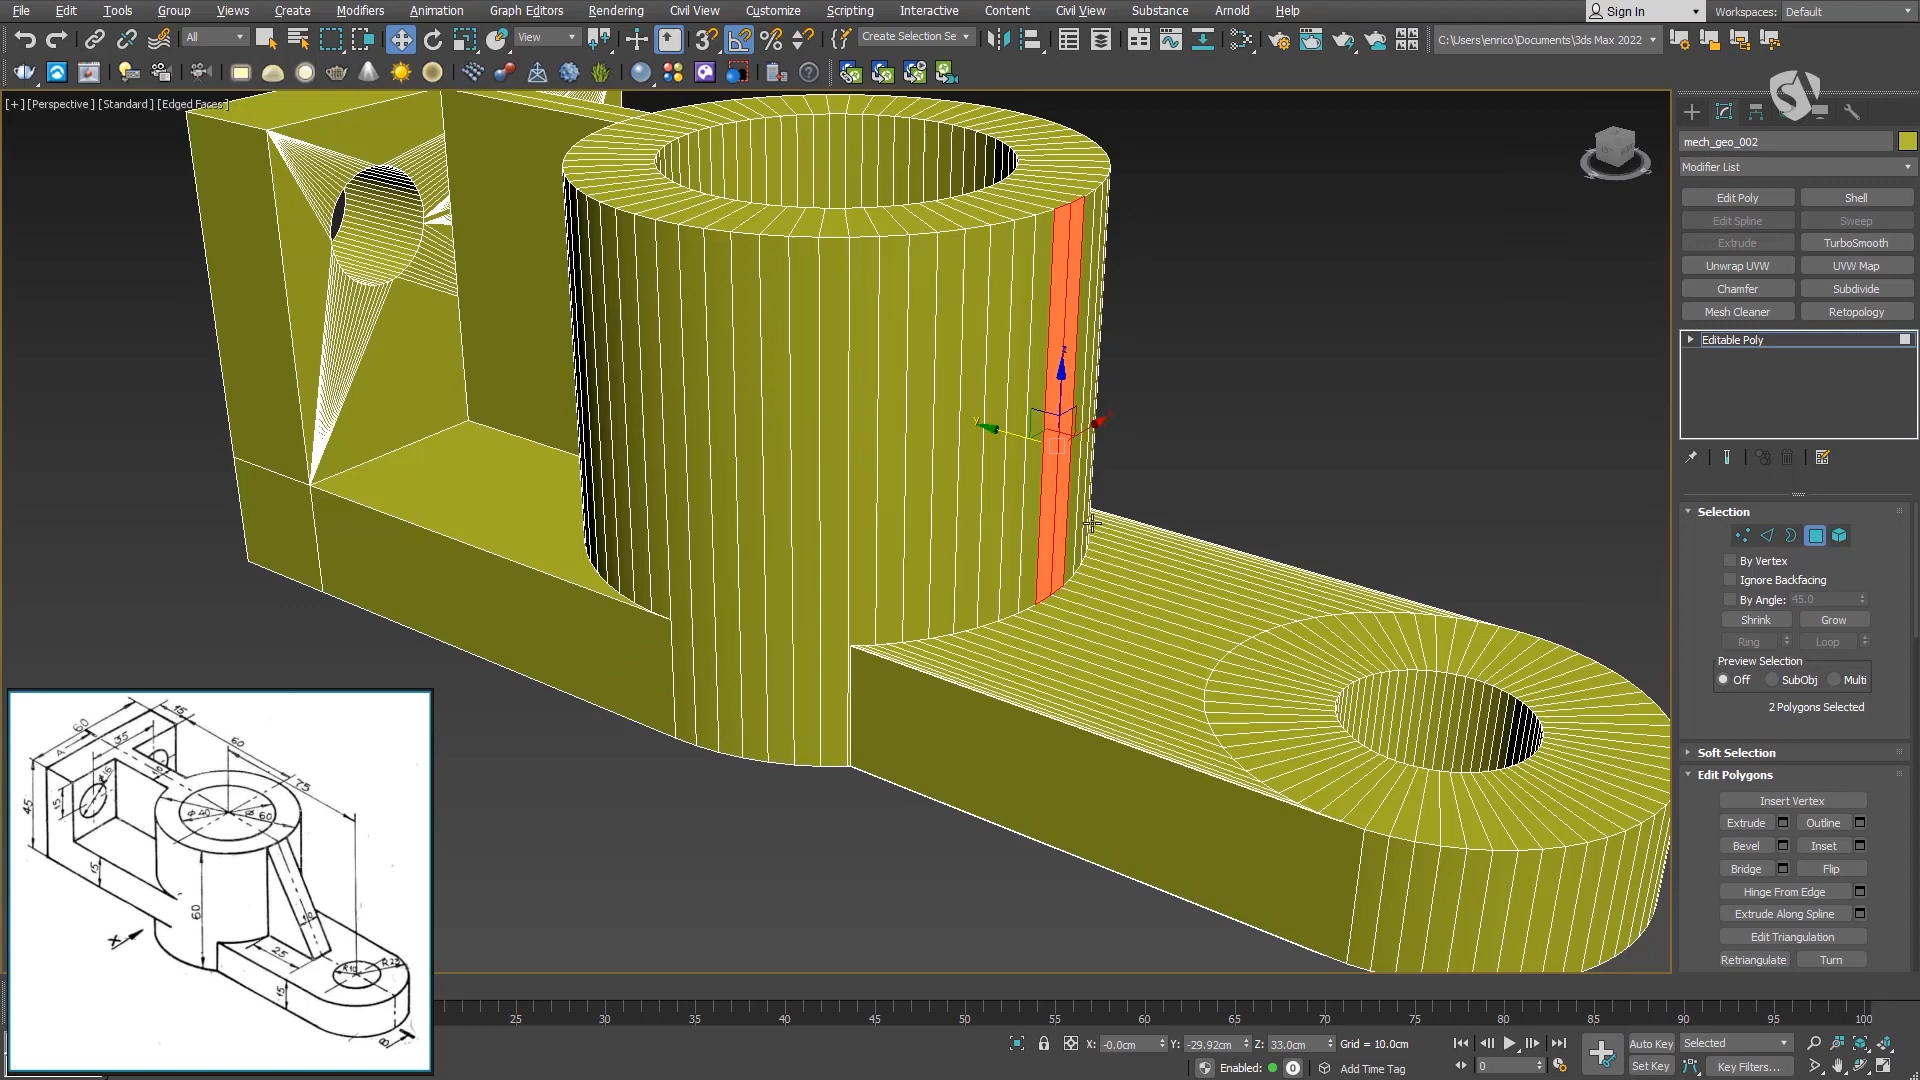 File Edit Tools Group Views Create Modifiers Animation Graph Editors Rendering Civil View Customize Scripting Interactive Content Civil View Substance Arnold Help
Sign In Workspaces: Default
All View Create Selection Se C:\Users\enrico\Documents\3ds Max 2022
[+] [Perspective] [Standard] [Edged Faces]
mech_geo_002
Modifier List
Edit Poly Shell
Edit Spline Sweep
Extrude TurboSmooth
Unwrap UVW UVW Map
Chamfer Subdivide
Mesh Cleaner Retopology
Editable Poly
Selection
By Vertex
Ignore Backfacing
By Angle: 45.0
Shrink Grow
Ring Loop
Preview Selection
Off SubObj Multi
2 Polygons Selected
Soft Selection
Edit Polygons
Insert Vertex
Extrude Outline
Bevel Inset
Bridge Flip
Hinge From Edge
Extrude Along Spline
Edit Triangulation
Retriangulate Turn
z
y
60
15
35
A
60
75
15
16
45
15
⌀ 40
⌀ 60
60
X
25
R10
15
25 30 35 40 45 50 55 60 65 70 75 80 85 90 95 100
X: -0.0cm Y: -29.92cm Z: 33.0cm Grid = 10.0cm
Auto Key Selected
Enabled: 0 Add Time Tag
0
Set Key Key Filters...